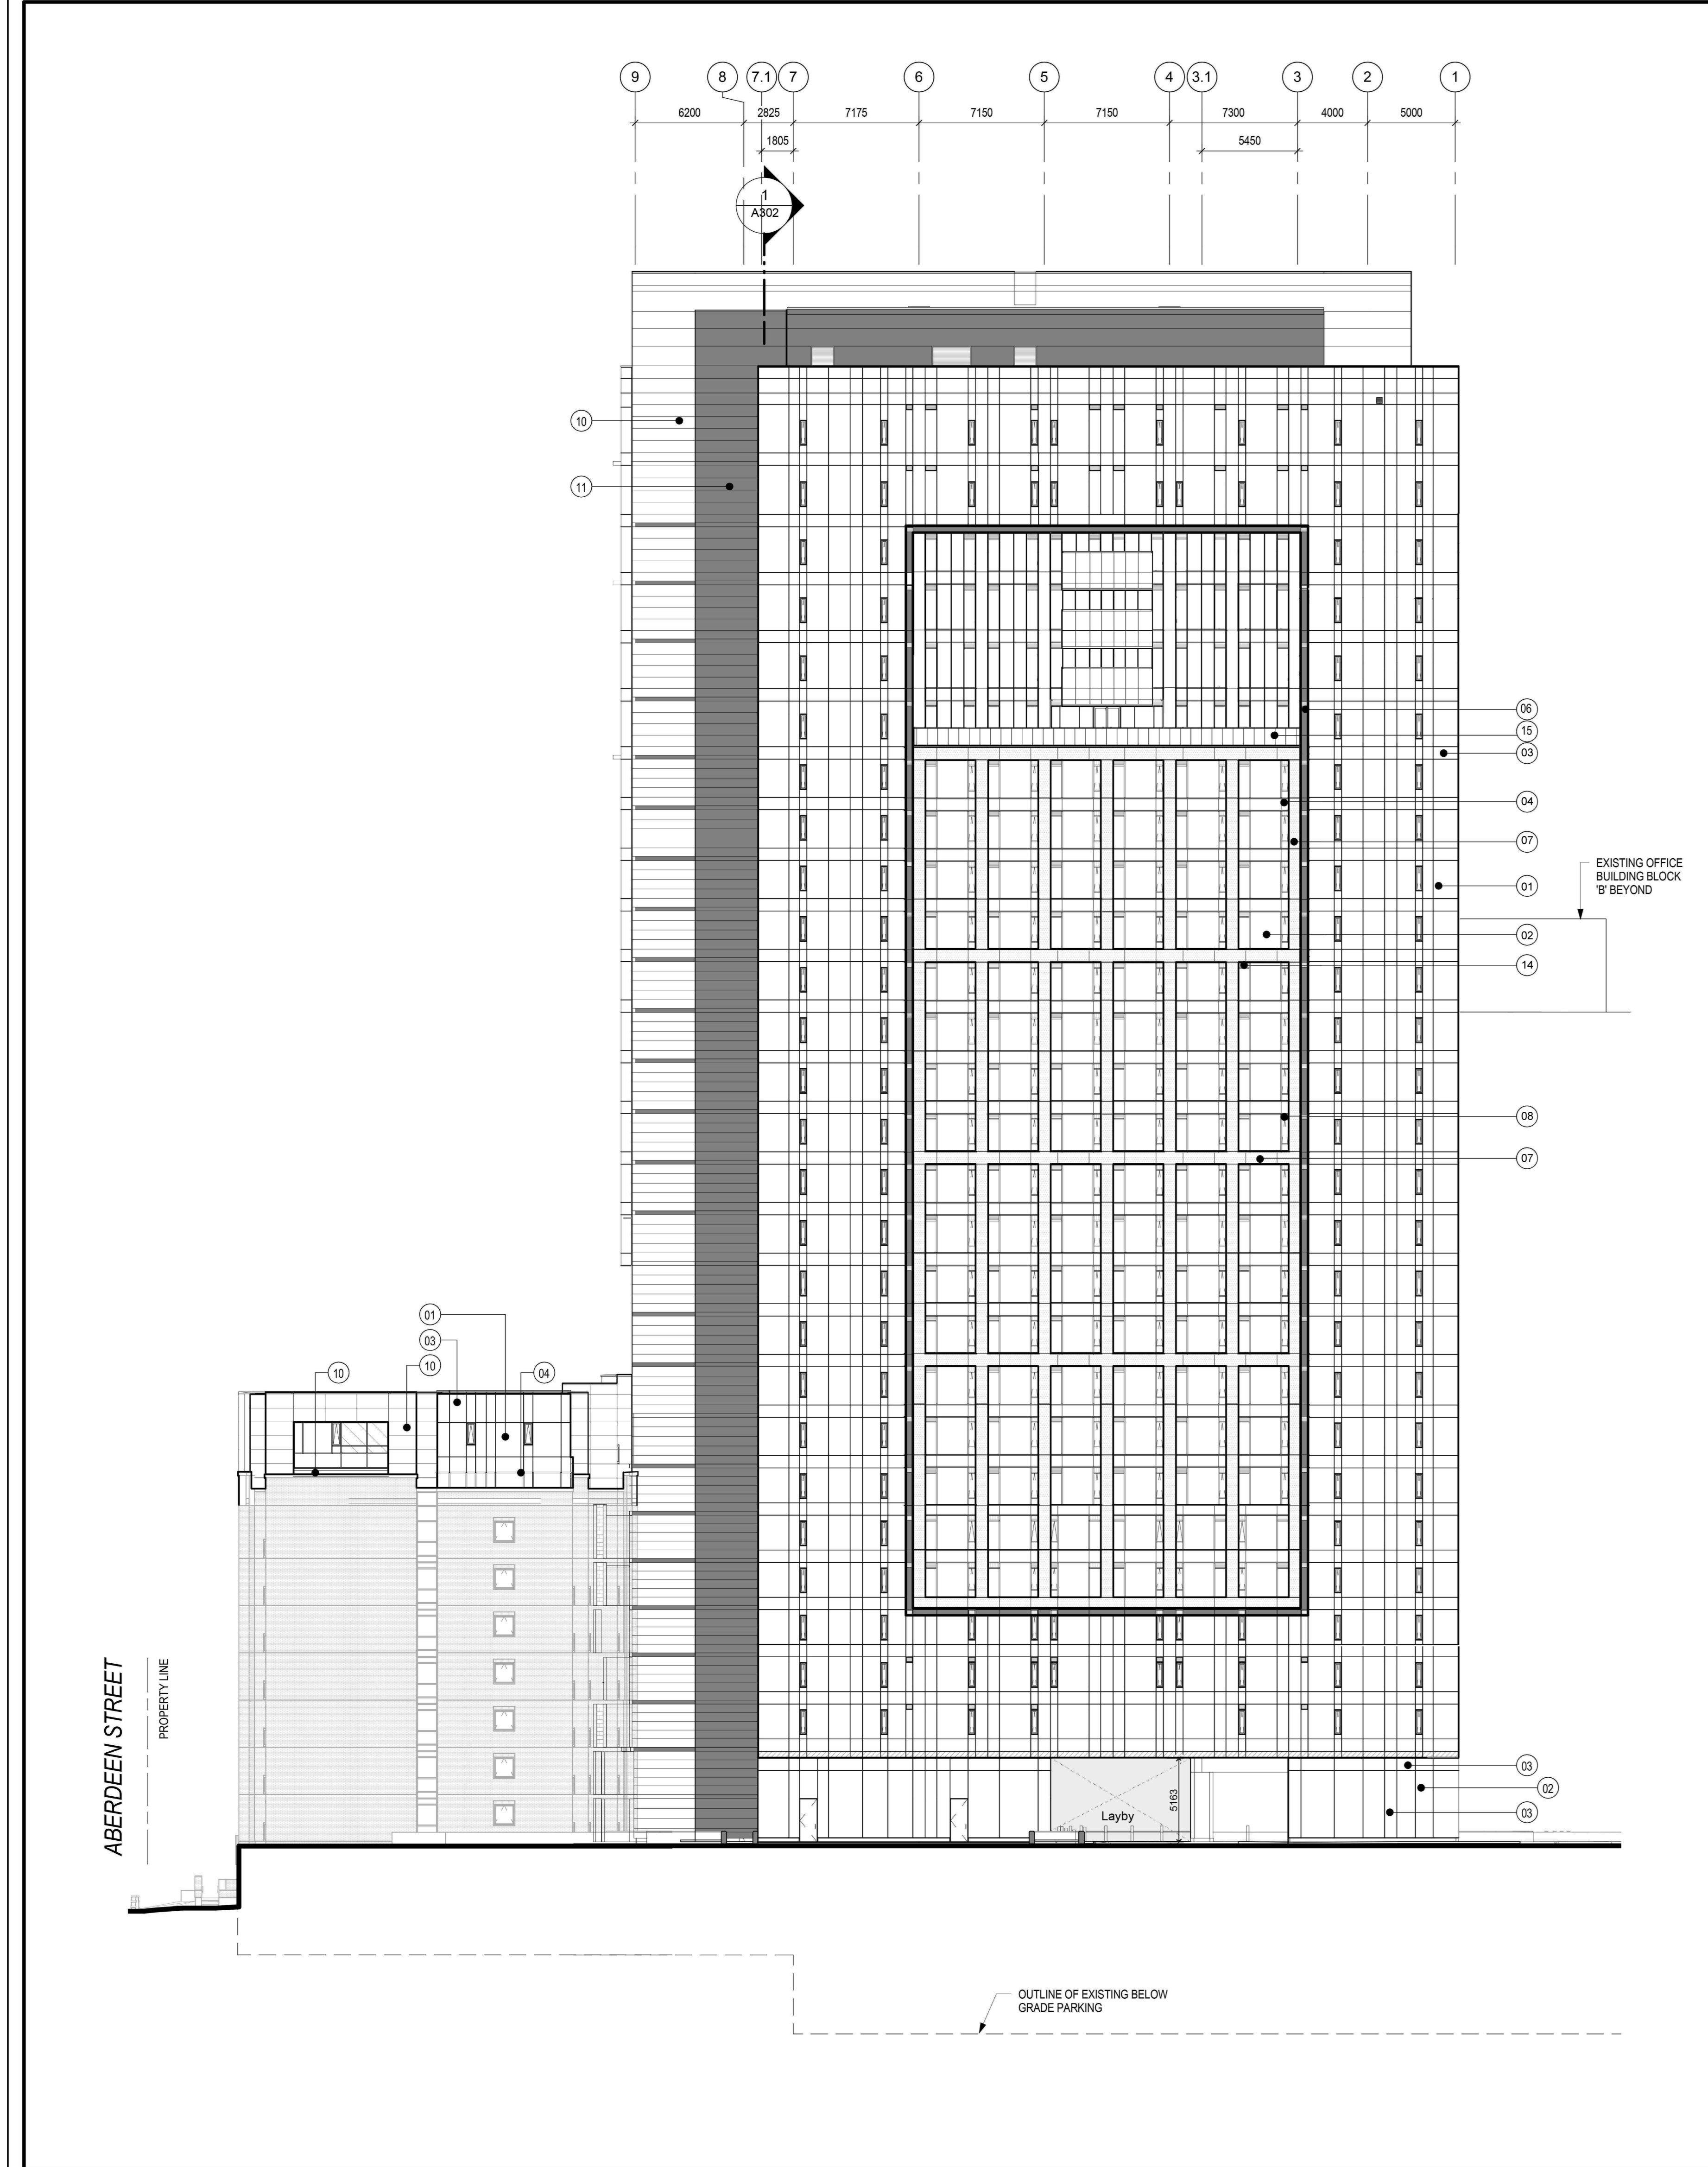 9 8 7.1 7 6 5 4 3.1 3 2 1
6200 2825 7175 7150 7150 7300 4000 5000
1805 5450
1
A302
10
11
06
15
03
04
07
01
EXISTING OFFICE
BUILDING BLOCK
'B' BEYOND
02
14
08
07
01
03
10
10
04
ABERDEEN STREET
PROPERTY LINE
03
02
03
Layby
5163
OUTLINE OF EXISTING BELOW
GRADE PARKING